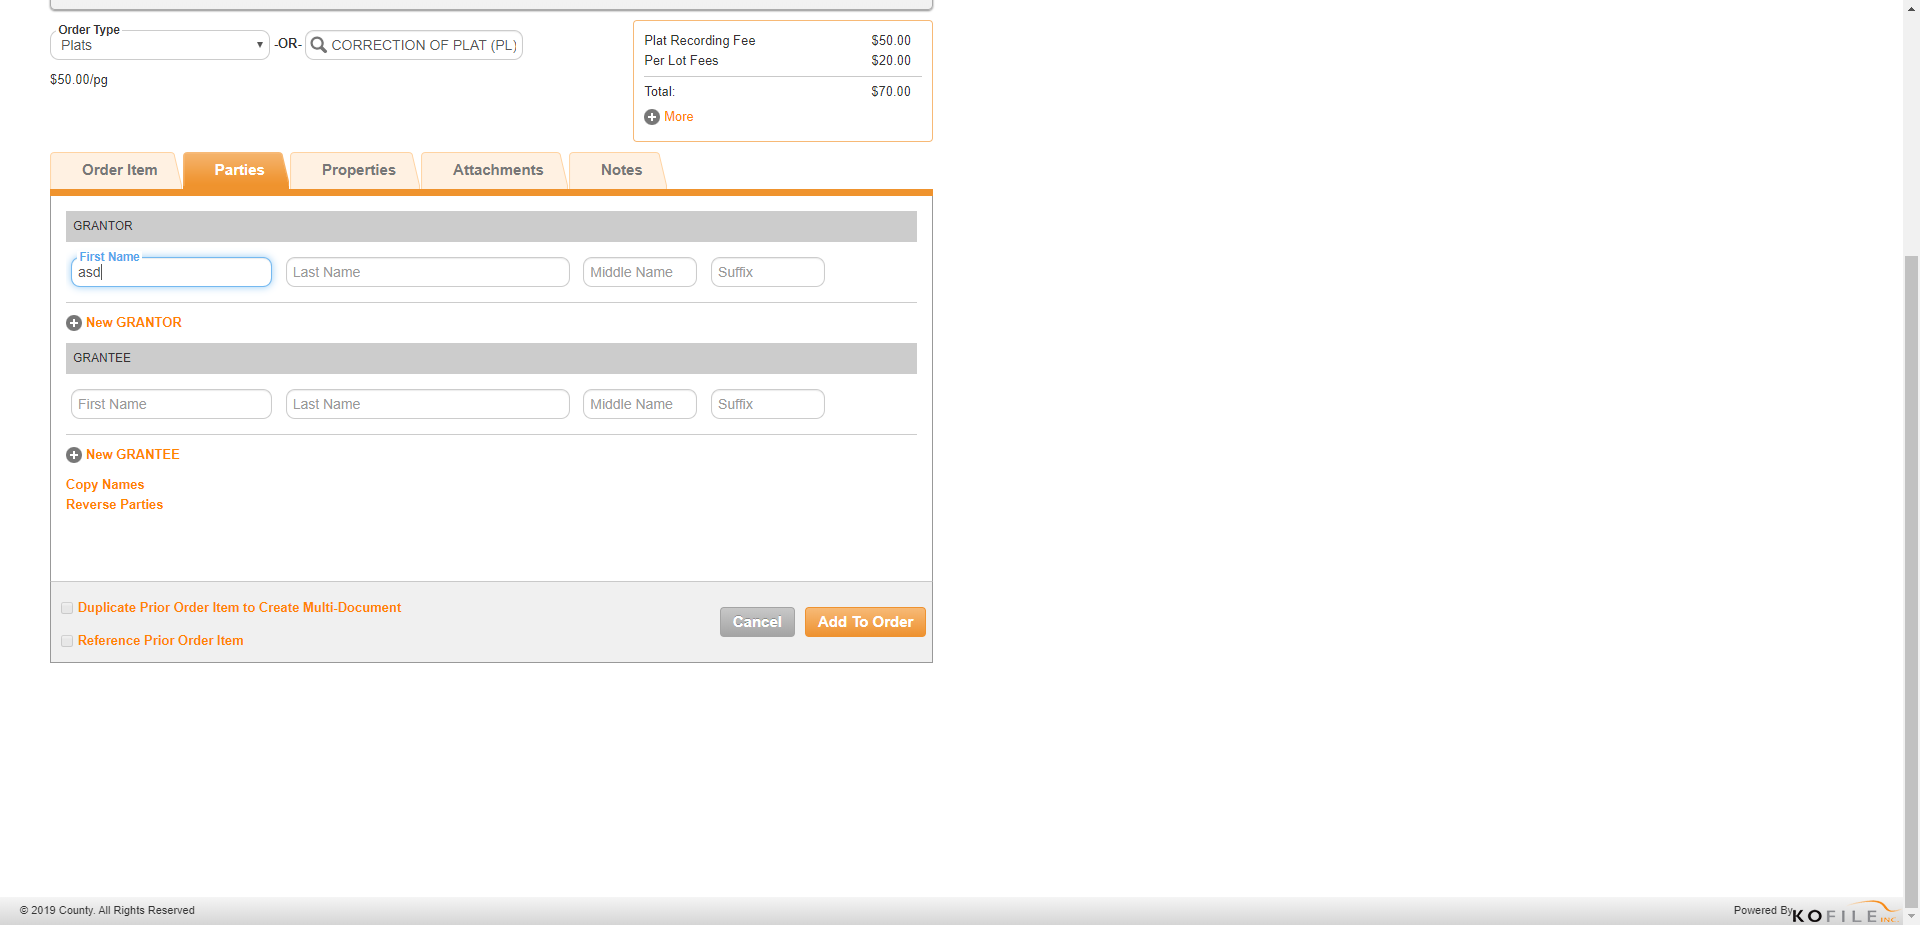 Order Type
Plats
-OR-
CORRECTION OF PLAT (PL)
$50.00/pg
Plat Recording Fee $50.00
Per Lot Fees $20.00
Total: $70.00
More
Order Item Parties Properties Attachments Notes
GRANTOR
First Name
asd Last Name Middle Name Suffix
New GRANTOR
GRANTEE
First Name Last Name Middle Name Suffix
New GRANTEE
Copy Names
Reverse Parties
Duplicate Prior Order Item to Create Multi-Document
Cancel Add To Order
Reference Prior Order Item
© 2019 County. All Rights Reserved Powered By KOFILE INC.